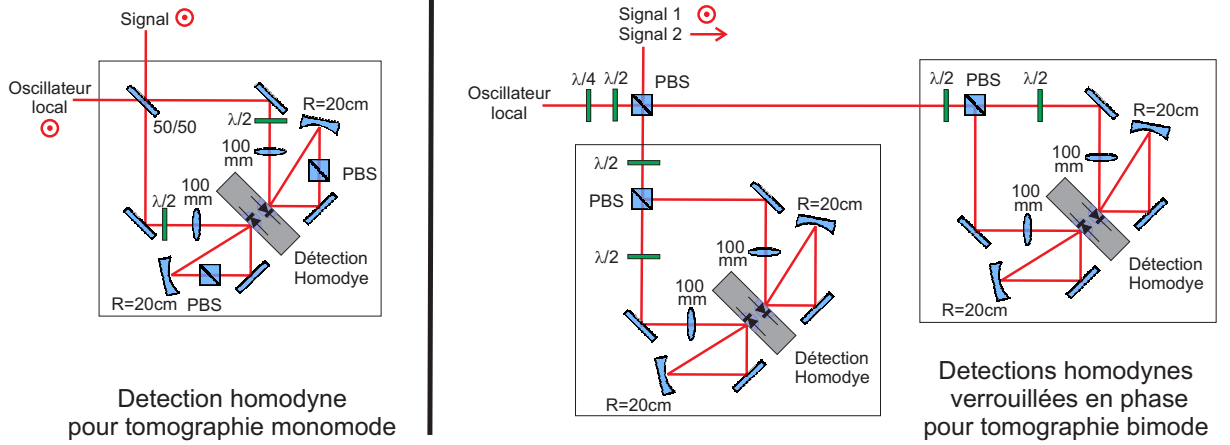 Signal
Oscillateur
local
50/50
λ/2
R=20cm
100
mm
PBS
λ/2
100
mm
Détection
Homodye
R=20cm
PBS
Detection homodyne
pour tomographie monomode
Signal 1
Signal 2
λ/4
λ/2
PBS
Oscillateur
local
λ/2
PBS
R=20cm
100
mm
λ/2
100
mm
Détection
Homodye
R=20cm
λ/2
PBS
λ/2
R=20cm
100
mm
100
mm
Détection
Homodye
R=20cm
Detections homodynes
verrouillées en phase
pour tomographie bimode